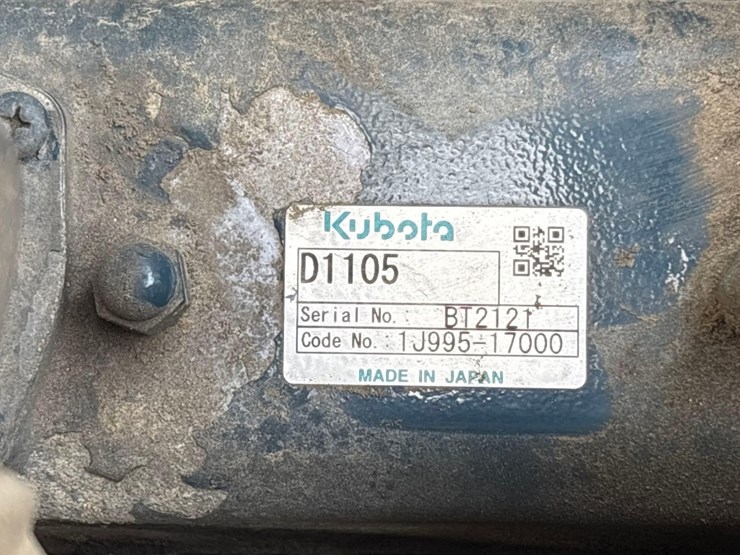 Kubota
D1105
Serial No. : BT2121
Code No. : 1J995-17000
MADE IN JAPAN